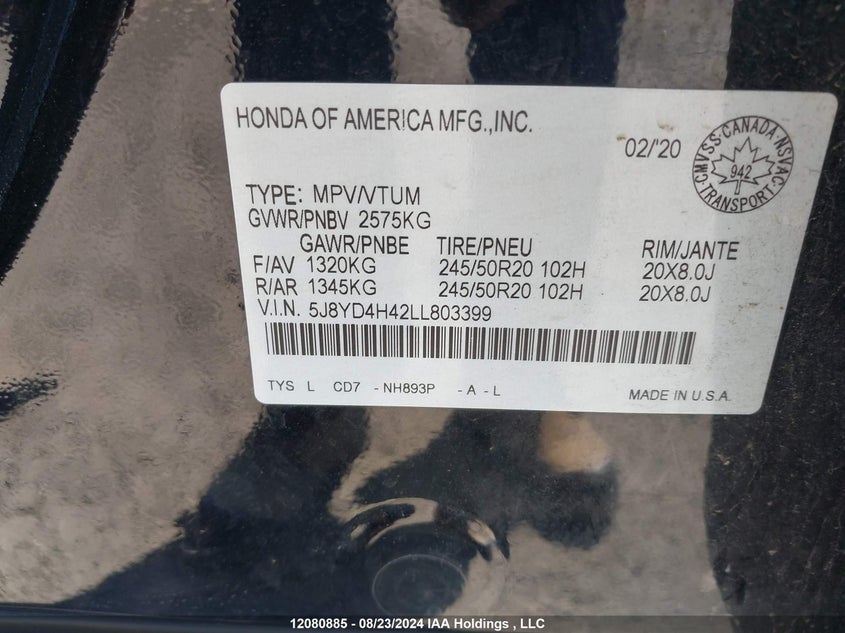 HONDA OF AMERICA MFG.,INC.
02/'20
CMVSS·CANADA·NSVAC
942
TRANSPORT
TYPE: MPV/VTUM
GVWR/PNBV 2575KG
GAWR/PNBE TIRE/PNEU RIM/JANTE
F/AV 1320KG 245/50R20 102H 20X8.0J
R/AR 1345KG 245/50R20 102H 20X8.0J
V.I.N. 5J8YD4H42LL803399
TYS L CD7 - NH893P - A - L MADE IN U.S.A.
12080885 - 08/23/2024 IAA Holdings , LLC